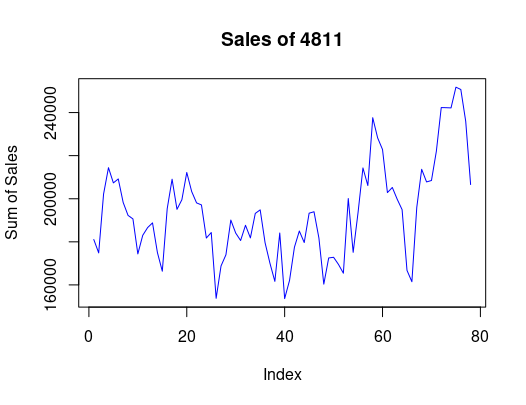 Sales of 4811
Sum of Sales
240000
200000
160000
0 20 40 60 80
Index